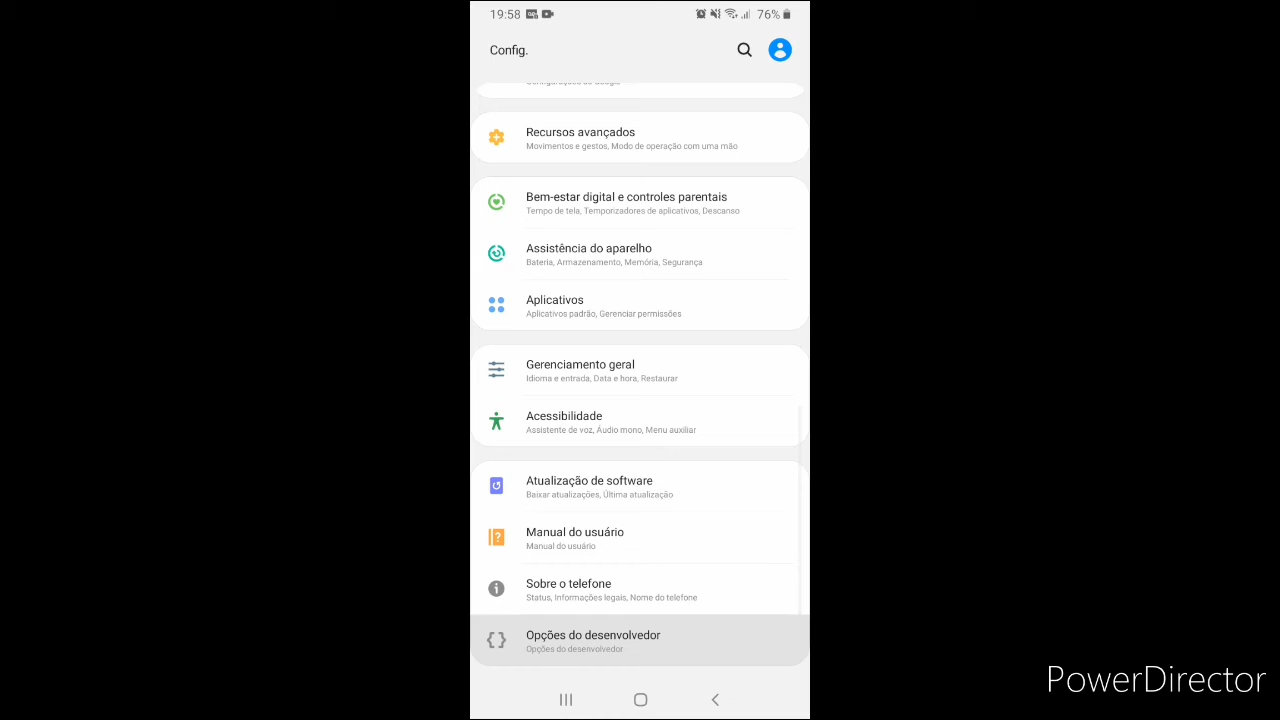 19:58
76%
Config.
Configurações do Google
Recursos avançados
Movimentos e gestos, Modo de operação com uma mão
Bem-estar digital e controles parentais
Tempo de tela, Temporizadores de aplicativos, Descanso
Assistência do aparelho
Bateria, Armazenamento, Memória, Segurança
Aplicativos
Aplicativos padrão, Gerenciar permissões
Gerenciamento geral
Idioma e entrada, Data e hora, Restaurar
Acessibilidade
Assistente de voz, Áudio mono, Menu auxiliar
Atualização de software
Baixar atualizações, Última atualização
Manual do usuário
Manual do usuário
Sobre o telefone
Status, Informações legais, Nome do telefone
Opções do desenvolvedor
Opções do desenvolvedor
PowerDirector